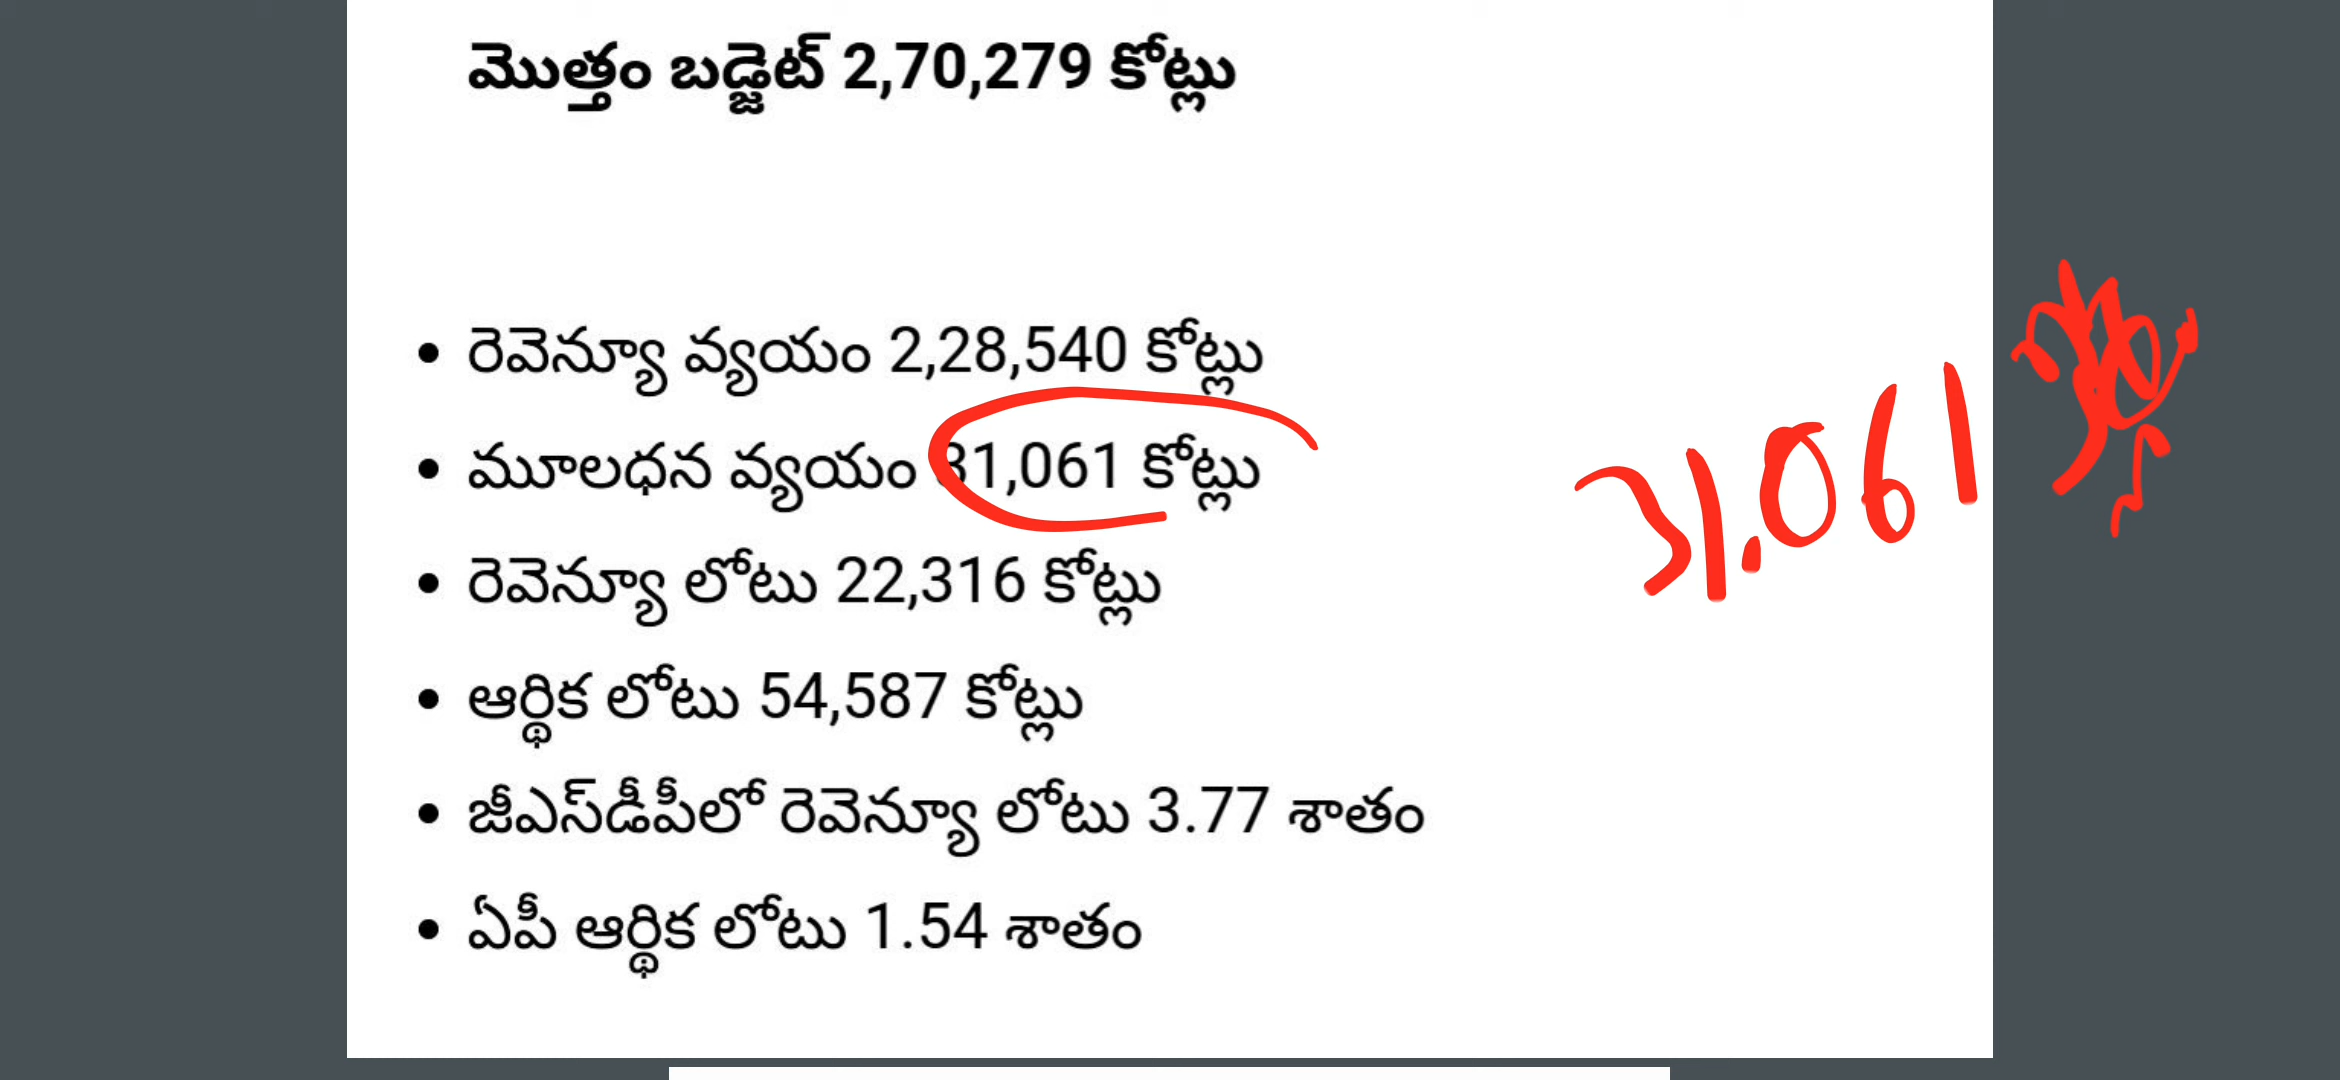 మొత్తం బడ్జెట్ 2,70,279 కోట్లు
• రెవెన్యూ వ్యయం 2,28,540 కోట్లు
• మూలధన వ్యయం 31,061 కోట్లు
31.061
• రెవెన్యూ లోటు 22,316 కోట్లు
• ఆర్థిక లోటు 54,587 కోట్లు
• జీఎస్‌డీపీలో రెవెన్యూ లోటు 3.77 శాతం
• ఏపీ ఆర్థిక లోటు 1.54 శాతం